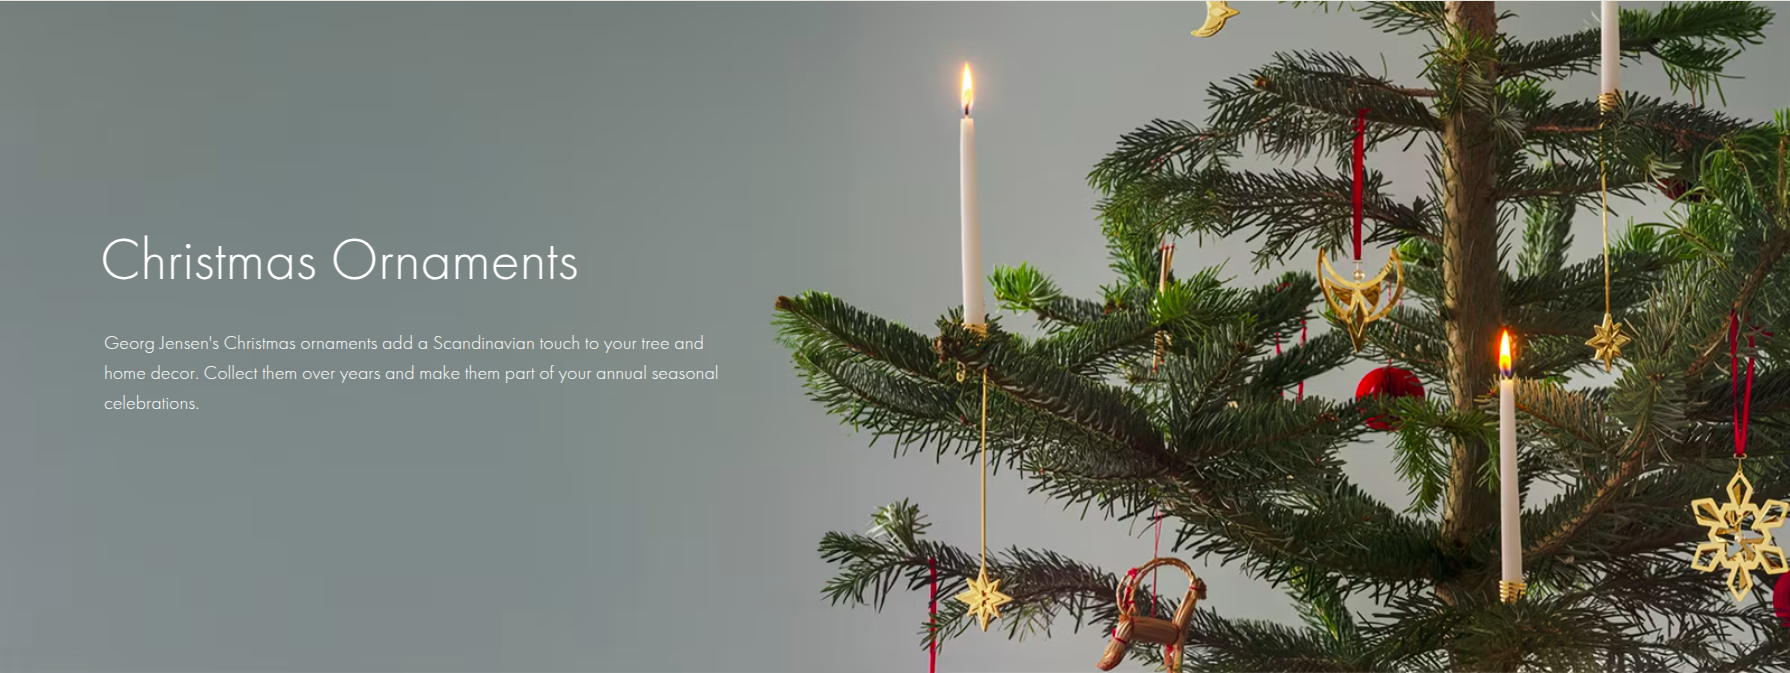 Christmas Ornaments
Georg Jensen's Christmas ornaments add a Scandinavian touch to your tree and
home decor. Collect them over years and make them part of your annual seasonal
celebrations.